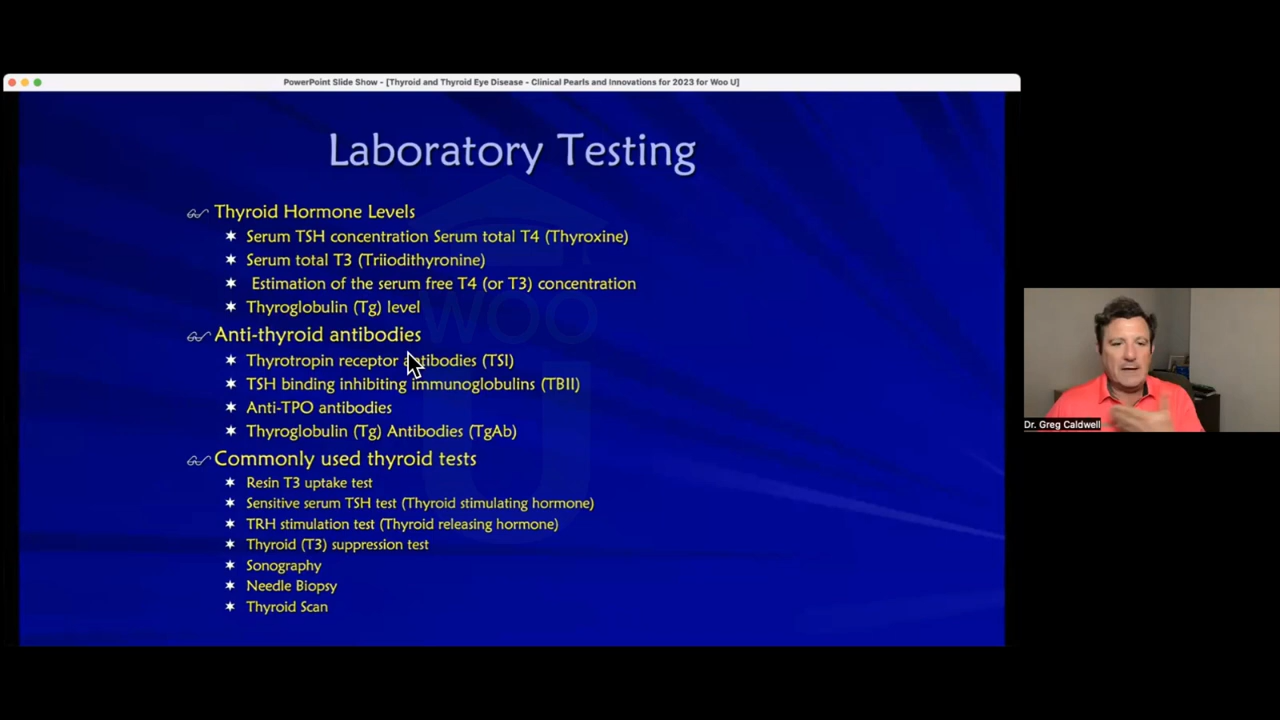 PowerPoint Slide Show - [Thyroid and Thyroid Eye Disease - Clinical Pearls and Innovations for 2023 for Woo U]
Laboratory Testing
Thyroid Hormone Levels
Serum TSH concentration Serum total T4 (Thyroxine)
Serum total T3 (Triiodithyronine)
Estimation of the serum free T4 (or T3) concentration
Thyroglobulin (Tg) level
Anti-thyroid antibodies
Thyrotropin receptor antibodies (TSI)
TSH binding inhibiting immunoglobulins (TBII)
Anti-TPO antibodies
Thyroglobulin (Tg) Antibodies (TgAb)
Commonly used thyroid tests
Resin T3 uptake test
Sensitive serum TSH test (Thyroid stimulating hormone)
TRH stimulation test (Thyroid releasing hormone)
Thyroid (T3) suppression test
Sonography
Needle Biopsy
Thyroid Scan
WOO
U
Dr. Greg Caldwell